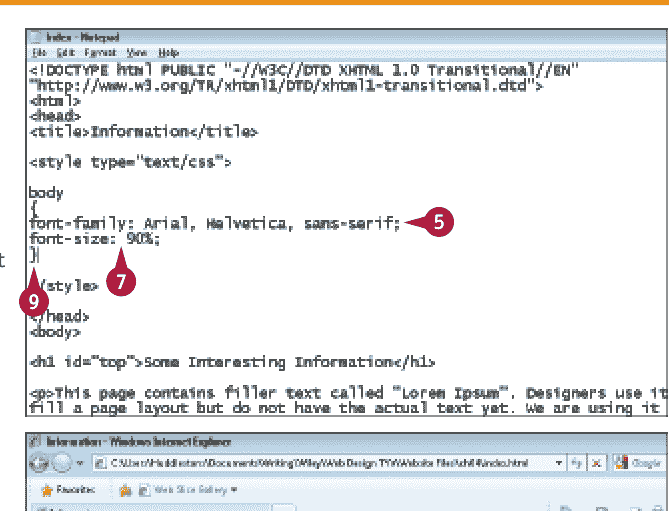 Index - Notepad
File Edit Format View Help
<!DOCTYPE html PUBLIC "-//W3C//DTD XHTML 1.0 Transitional//EN"
"http://www.w3.org/TR/xhtml1/DTD/xhtml1-transitional.dtd">
<html>
<head>
<title>Information</title>
<style type="text/css">
body
{
font-family: Arial, Helvetica, sans-serif; 5
font-size: 90%;
}
t
7
</style>
9
</head>
<body>
<h1 id="top">Some Interesting Information</h1>
<p>This page contains filler text called "Lorem Ipsum". Designers use it
fill a page layout but do not have the actual text yet. We are using it
Information - Windows Internet Explorer
Google
Favorites Web Slice Gallery